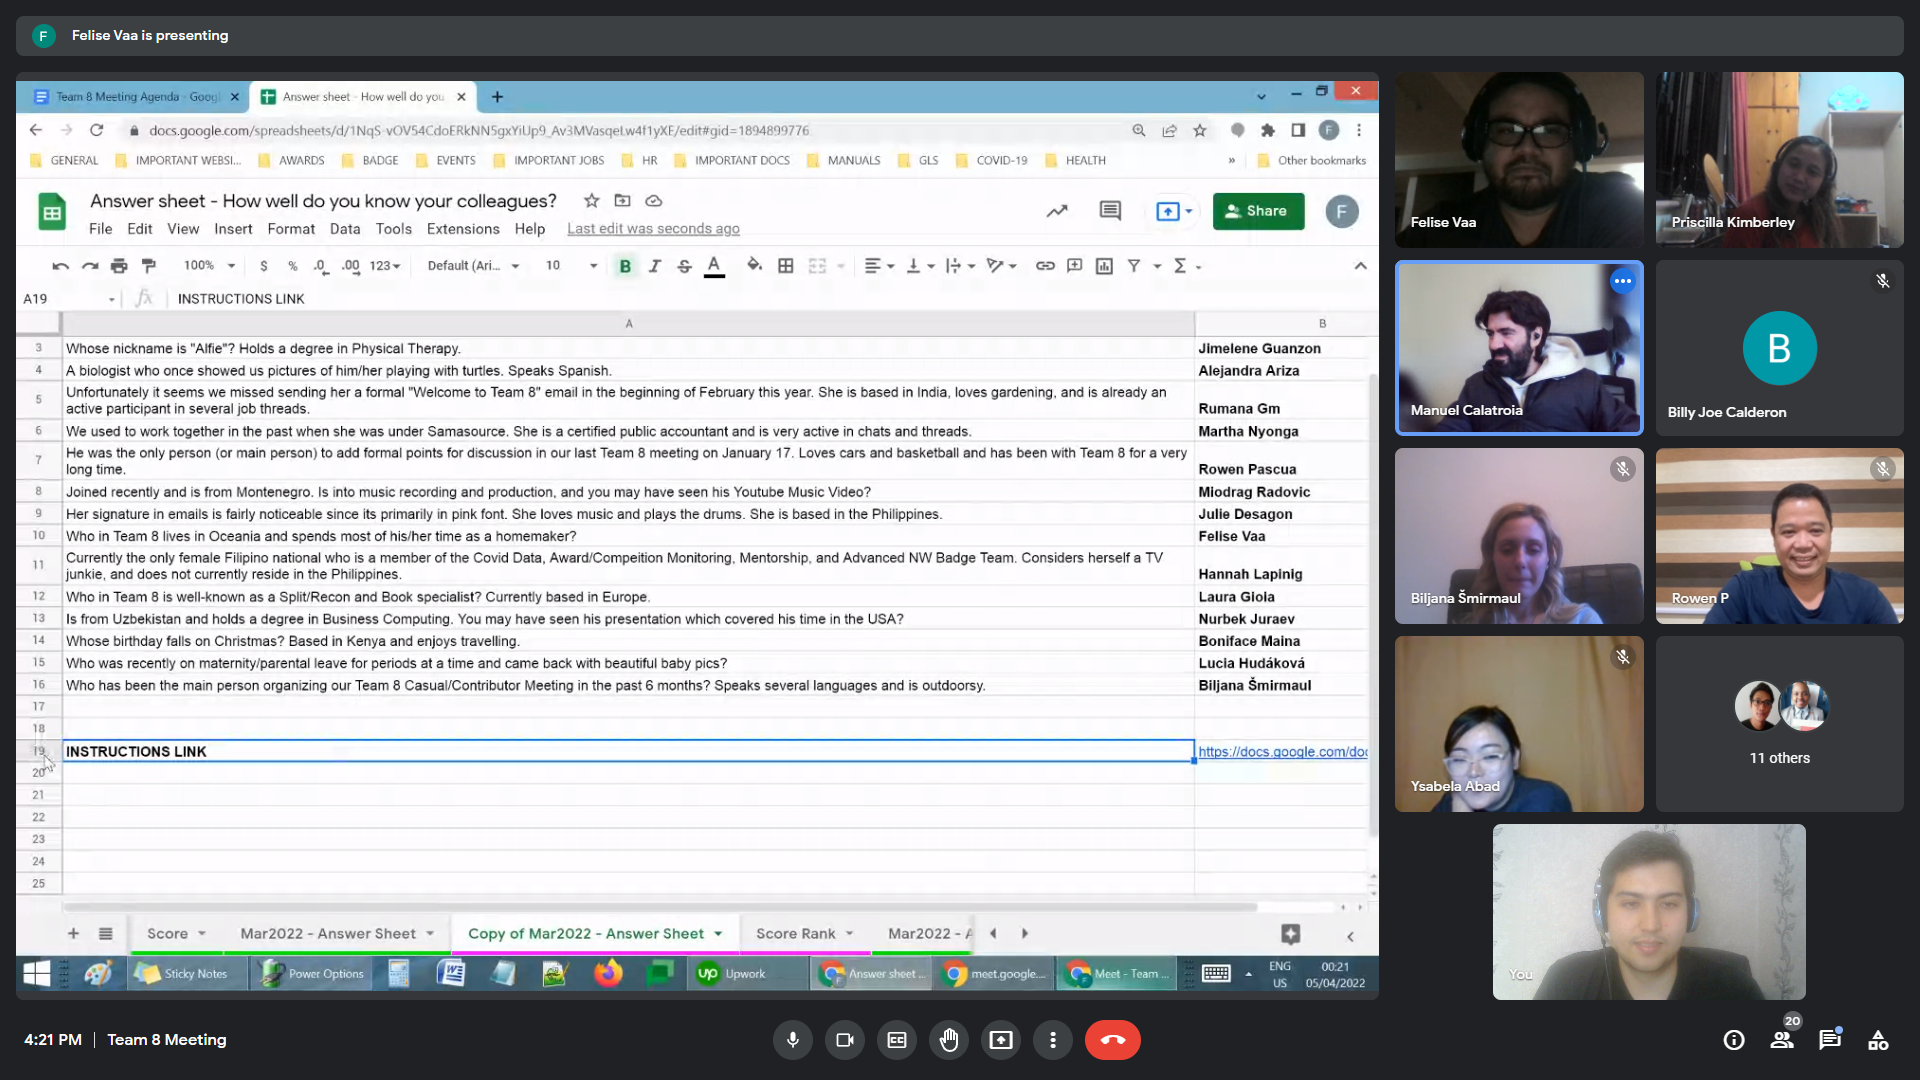 F Felise Vaa is presenting
Team 8 Meeting Agenda - Googl
Answer sheet - How well do you
docs.google.com/spreadsheets/d/1NqS-vOV54CdoERkNN5gxYiUp9_Av3MVasqeLw4f1yXE/edit#gid=1894899776
F
GENERAL IMPORTANT WEBSI... AWARDS BADGE EVENTS IMPORTANT JOBS HR IMPORTANT DOCS MANUALS GLS COVID-19 HEALTH » Other bookmarks
Answer sheet - How well do you know your colleagues?
Share
F
File Edit View Insert Format Data Tools Extensions Help Last edit was seconds ago
100% $ % .0 .00 123 Default (Ari... 10 B I S A
A19 fx INSTRUCTIONS LINK
A B
3 Whose nickname is "Alfie"? Holds a degree in Physical Therapy. Jimelene Guanzon
4 A biologist who once showed us pictures of him/her playing with turtles. Speaks Spanish. Alejandra Ariza
5 Unfortunately it seems we missed sending her a formal "Welcome to Team 8" email in the beginning of February this year. She is based in India, loves gardening, and is already an
active participant in several job threads. Rumana Gm
6 We used to work together in the past when she was under Samasource. She is a certified public accountant and is very active in chats and threads. Martha Nyonga
7 He was the only person (or main person) to add formal points for discussion in our last Team 8 meeting on January 17. Loves cars and basketball and has been with Team 8 for a very
long time. Rowen Pascua
8 Joined recently and is from Montenegro. Is into music recording and production, and you may have seen his Youtube Music Video? Miodrag Radovic
9 Her signature in emails is fairly noticeable since its primarily in pink font. She loves music and plays the drums. She is based in the Philippines. Julie Desagon
10 Who in Team 8 lives in Oceania and spends most of his/her time as a homemaker? Felise Vaa
11 Currently the only female Filipino national who is a member of the Covid Data, Award/Compeition Monitoring, Mentorship, and Advanced NW Badge Team. Considers herself a TV
junkie, and does not currently reside in the Philippines. Hannah Lapinig
12 Who in Team 8 is well-known as a Split/Recon and Book specialist? Currently based in Europe. Laura Gioia
13 Is from Uzbekistan and holds a degree in Business Computing. You may have seen his presentation which covered his time in the USA? Nurbek Juraev
14 Whose birthday falls on Christmas? Based in Kenya and enjoys travelling. Boniface Maina
15 Who was recently on maternity/parental leave for periods at a time and came back with beautiful baby pics? Lucia Hudáková
16 Who has been the main person organizing our Team 8 Casual/Contributor Meeting in the past 6 months? Speaks several languages and is outdoorsy. Biljana Šmirmaul
17
18
19 INSTRUCTIONS LINK https://docs.google.com/doc
20
21
22
23
24
25
Score Mar2022 - Answer Sheet Copy of Mar2022 - Answer Sheet Score Rank Mar2022 - A
Sticky Notes Power Options up Upwork Answer sheet ... meet.google.... Meet - Team ... ENG US 00:21 05/04/2022
Felise Vaa
Priscilla Kimberley
Manuel Calatroia
B
Billy Joe Calderon
Biljana Šmirmaul
Rowen P
Ysabela Abad
11 others
You
4:21 PM | Team 8 Meeting
20